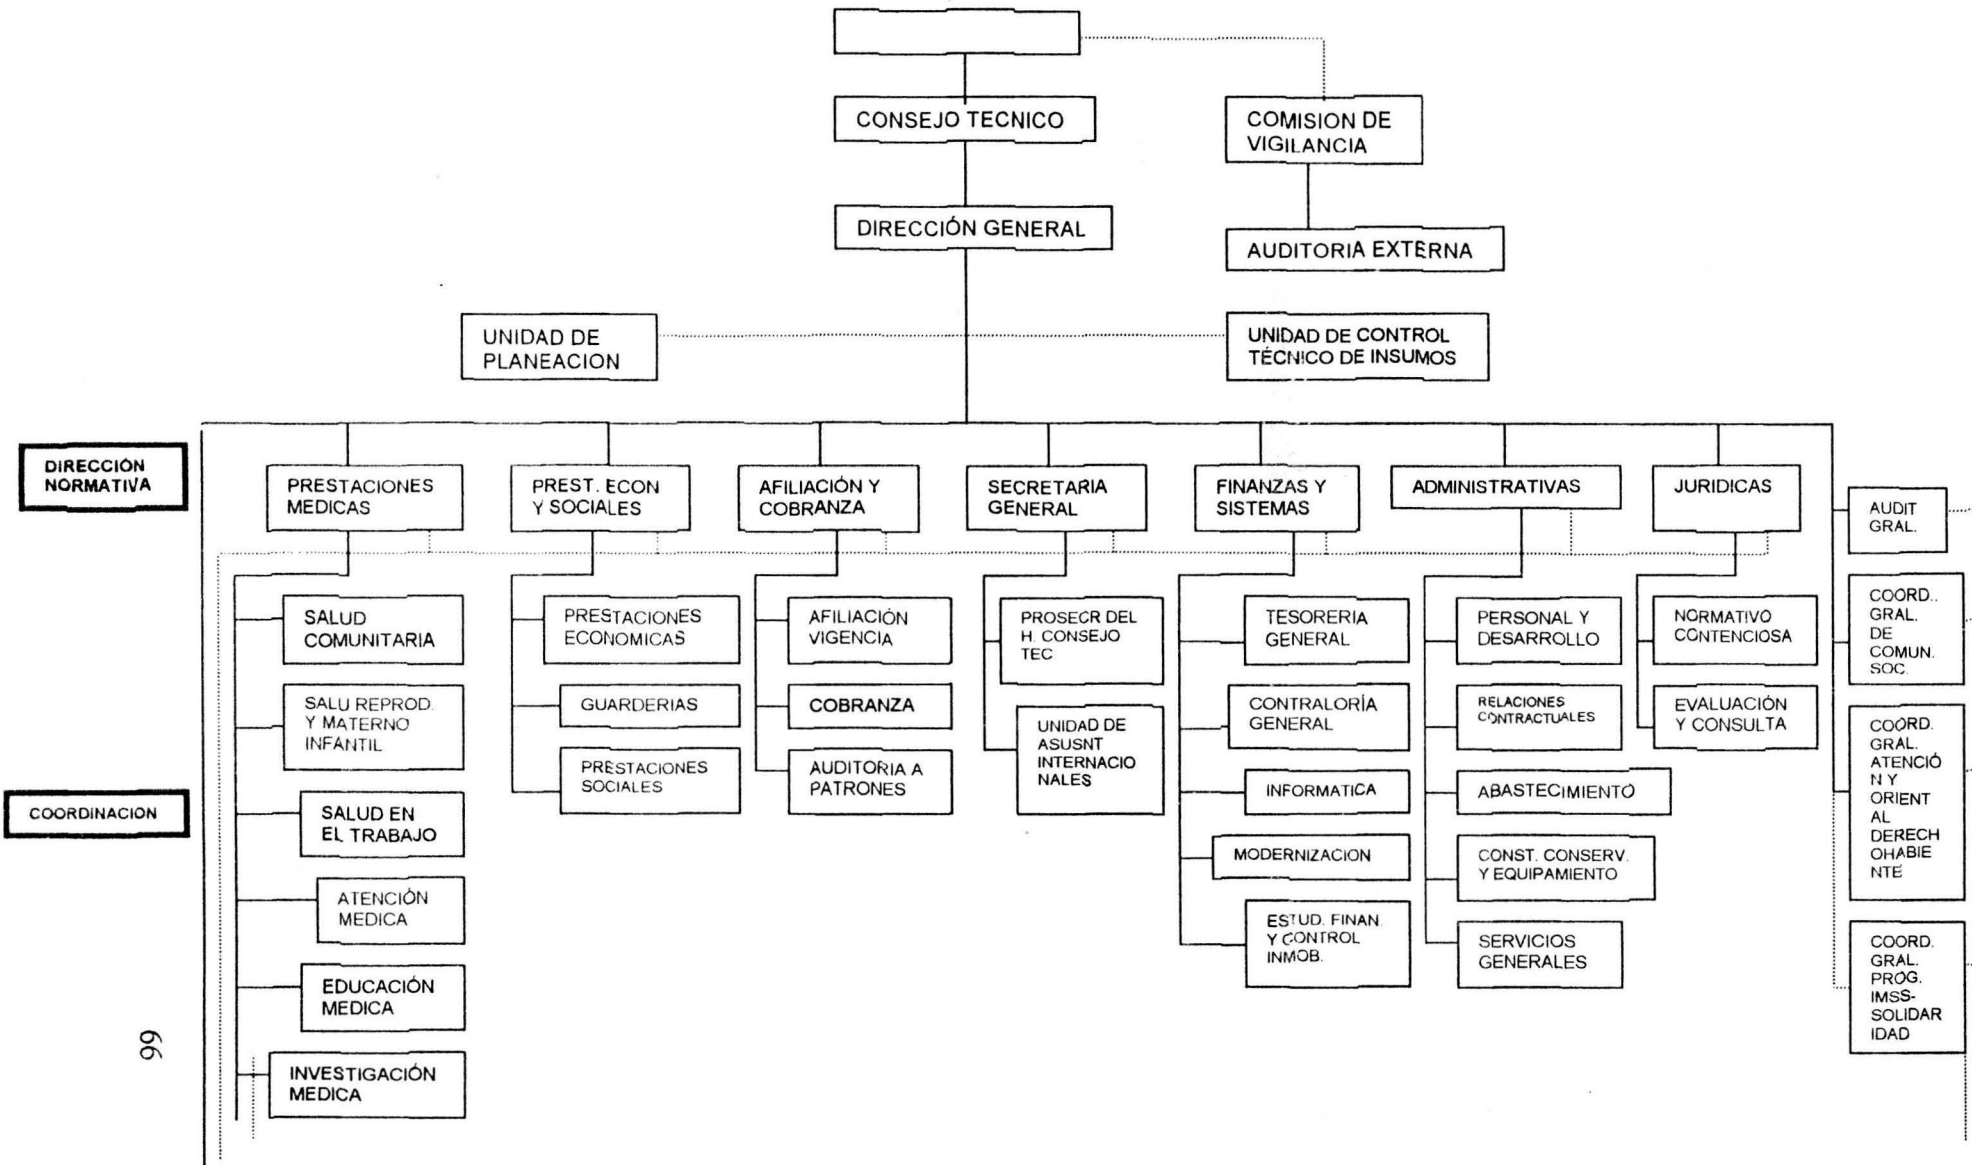 CONSEJO TECNICO
COMISION DE
VIGILANCIA
DIRECCIÓN GENERAL
AUDITORIA EXTERNA
UNIDAD DE
PLANEACION
UNIDAD DE CONTROL
TÉCNICO DE INSUMOS
DIRECCIÓN
NORMATIVA
PRESTACIONES
MEDICAS
PREST. ECON
Y SOCIALES
AFILIACIÓN Y
COBRANZA
SECRETARIA
GENERAL
FINANZAS Y
SISTEMAS
ADMINISTRATIVAS
JURIDICAS
AUDIT
GRAL.
SALUD
COMUNITARIA
SALU REPROD.
Y MATERNO
INFANTIL
COORDINACION
SALUD EN
EL TRABAJO
ATENCIÓN
MEDICA
EDUCACIÓN
MEDICA
INVESTIGACIÓN
MEDICA
PRESTACIONES
ECONOMICAS
GUARDERIAS
PRESTACIONES
SOCIALES
AFILIACIÓN
VIGENCIA
COBRANZA
AUDITORIA A
PATRONES
PROSECR DEL
H. CONSEJO
TEC
UNIDAD DE
ASUSNT
INTERNACIO
NALES
TESORERIA
GENERAL
CONTRALORÍA
GENERAL
INFORMATICA
MODERNIZACION
ESTUD. FINAN.
Y CONTROL
INMOB.
PERSONAL Y
DESARROLLO
RELACIONES
CONTRACTUALES
ABASTECIMIENTO
CONST. CONSERV.
Y EQUIPAMIENTO
SERVICIOS
GENERALES
NORMATIVO
CONTENCIOSA
EVALUACIÓN
Y CONSULTA
COORD..
GRAL.
DE
COMUN.
SOC.
COORD.
GRAL.
ATENCIÓ
N Y
ORIENT
AL
DERECH
OHABIE
NTE
COORD.
GRAL.
PROG.
IMSS-
SOLIDAR
IDAD
99